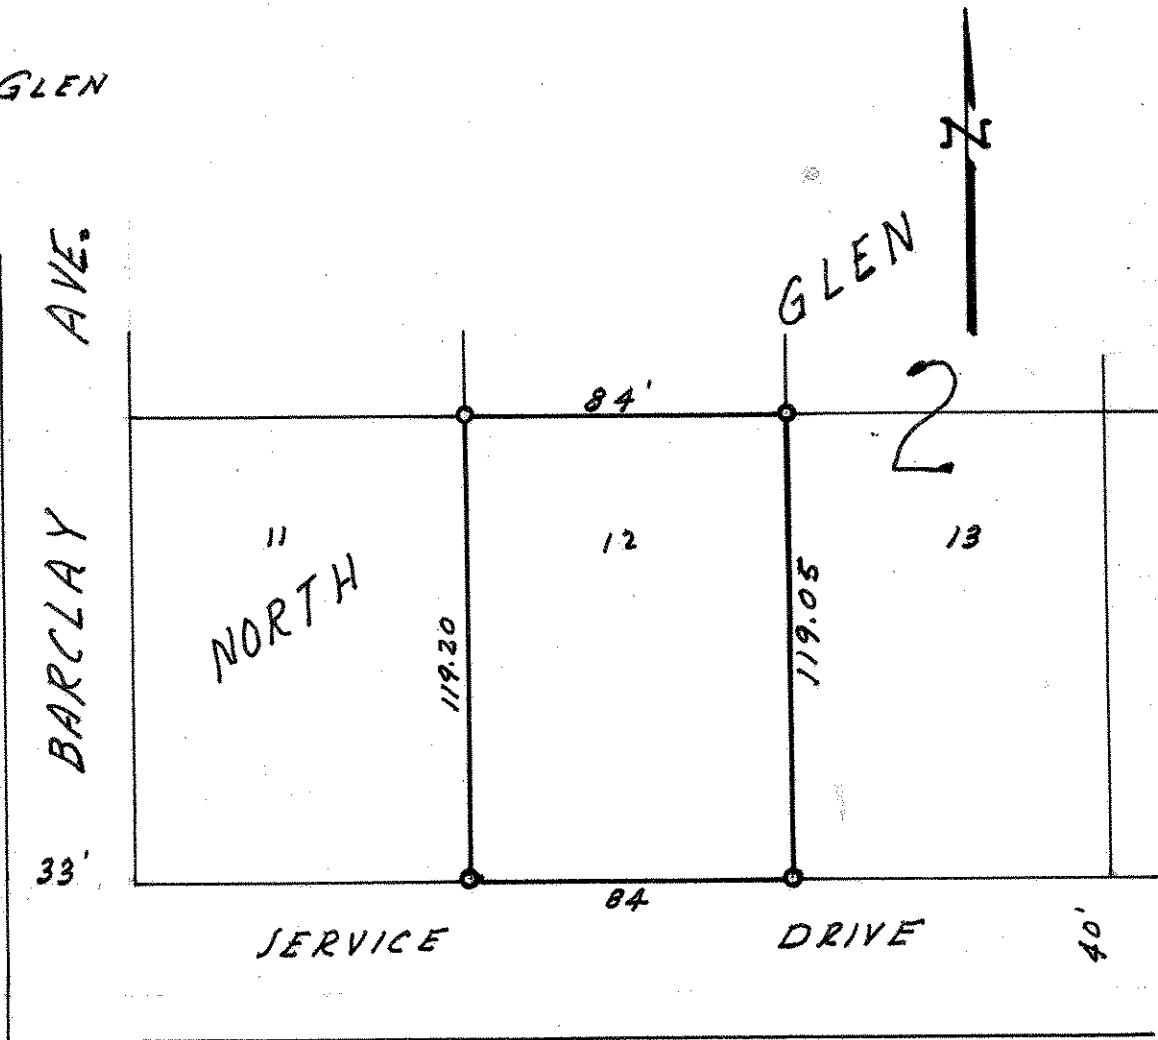 GLEN
N
GLEN
2
BARCLAY AVE.
84'
11
12
13
NORTH
119.20
119.05
33'
84
SERVICE DRIVE
40'